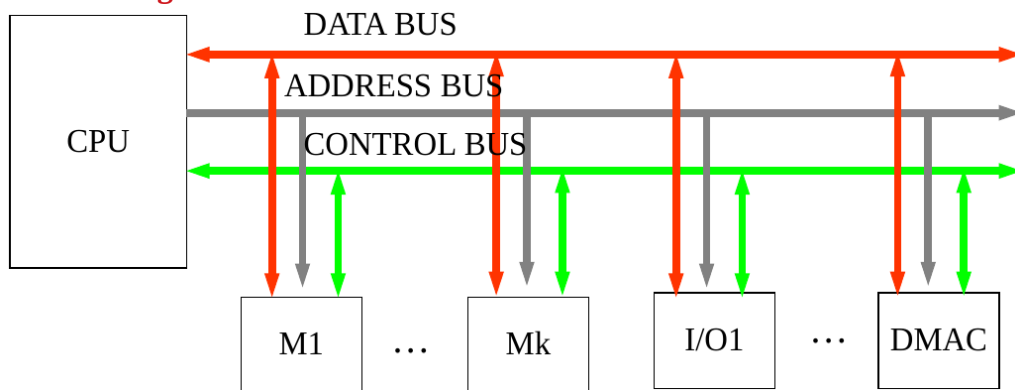 DATA BUS
ADDRESS BUS
CPU
CONTROL BUS
M1 … Mk I/O1 … DMAC